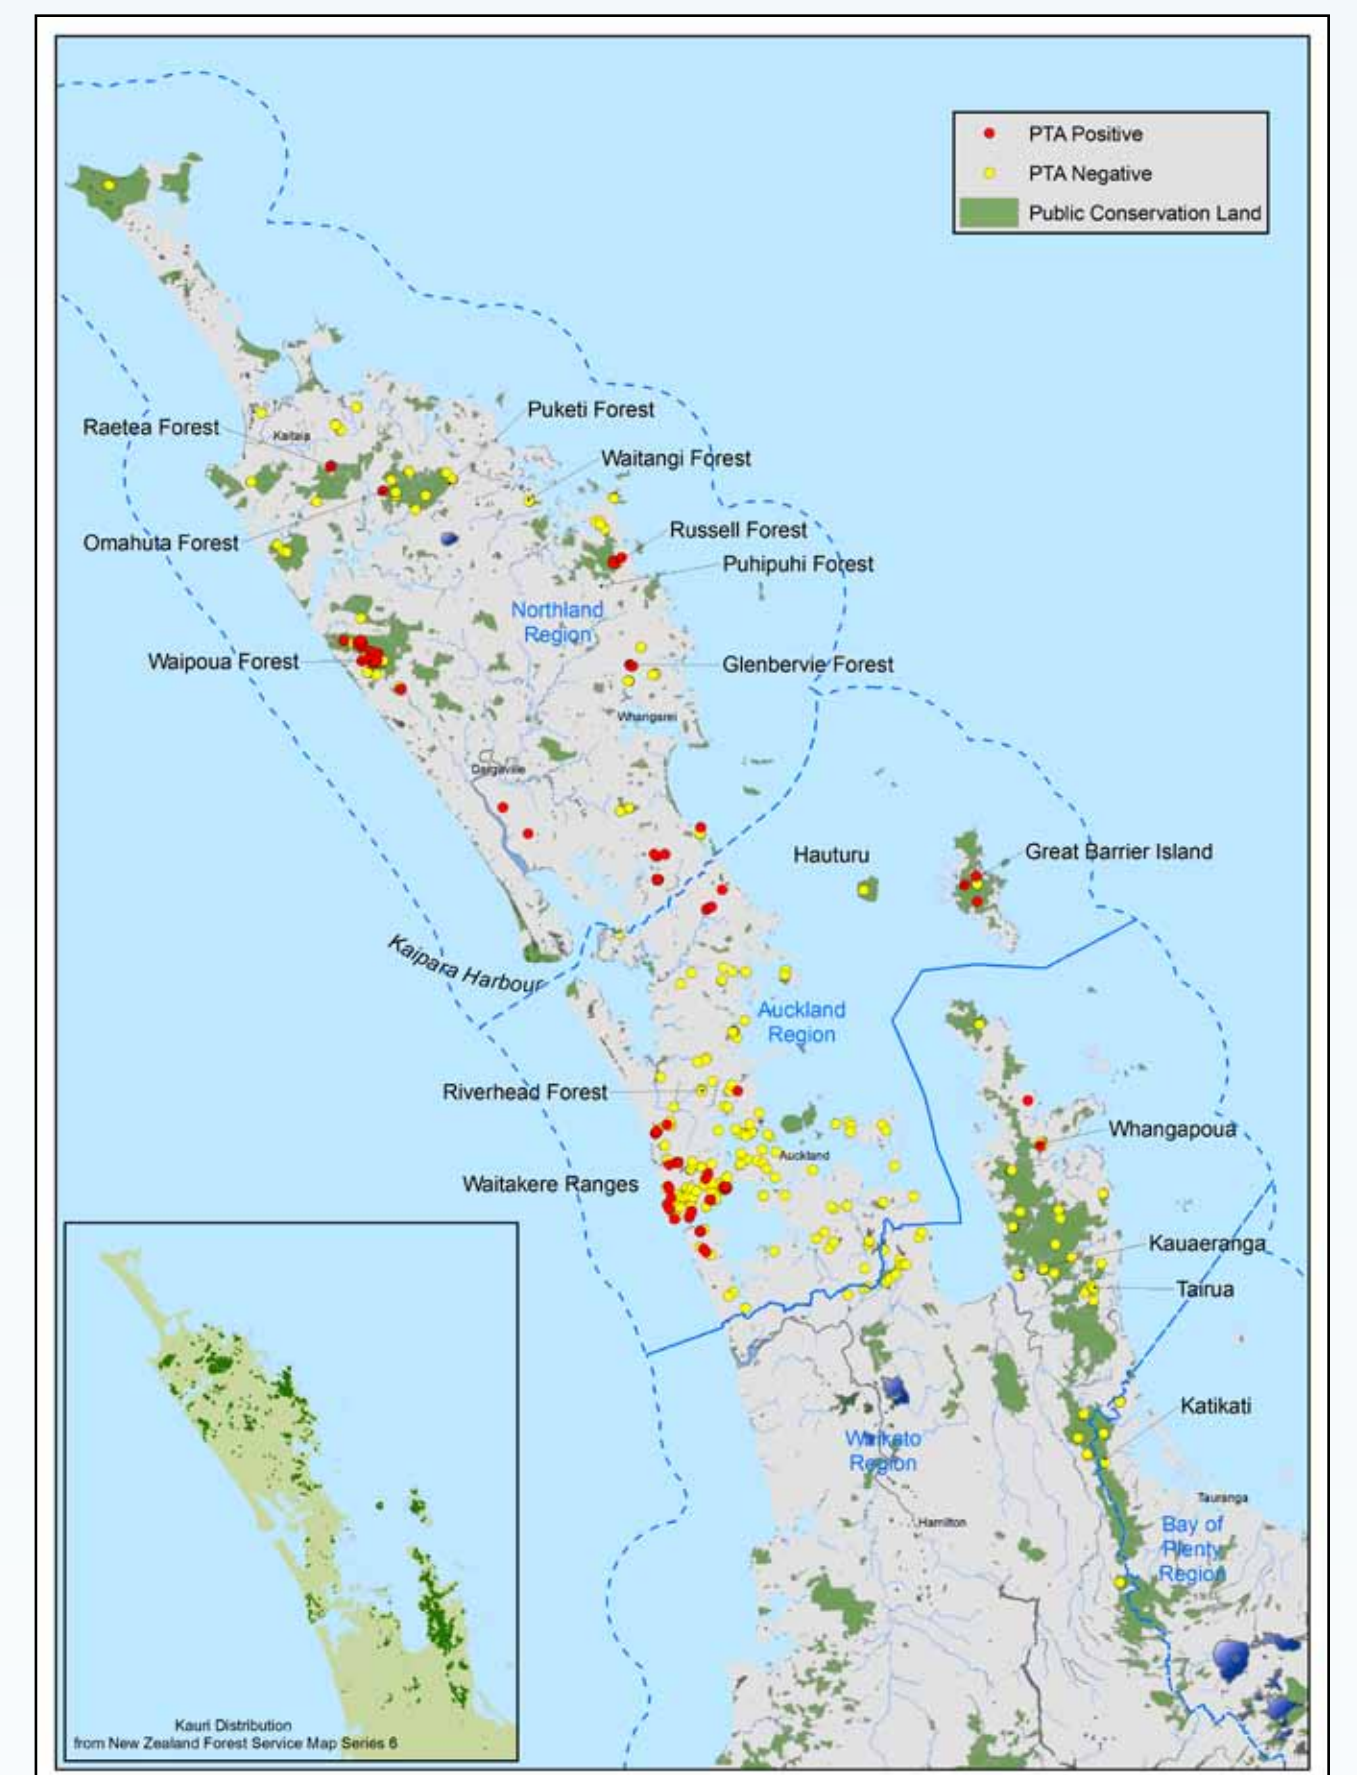 PTA Positive
PTA Negative
Public Conservation Land
Puketi Forest
Raetea Forest
Kaitaia
Waitangi Forest
Russell Forest
Omahuta Forest
Puhipuhi Forest
Northland
Region
Waipoua Forest
Glenbervie Forest
Whangarei
Dargaville
Hauturu
Great Barrier Island
Kaipara Harbour
Auckland
Region
Riverhead Forest
Whangapoua
Auckland
Waitakere Ranges
Kauaeranga
Tairua
Katikati
Waikato
Region
Tauranga
Hamilton
Bay of
Plenty
Region
Kauri Distribution
from New Zealand Forest Service Map Series 6